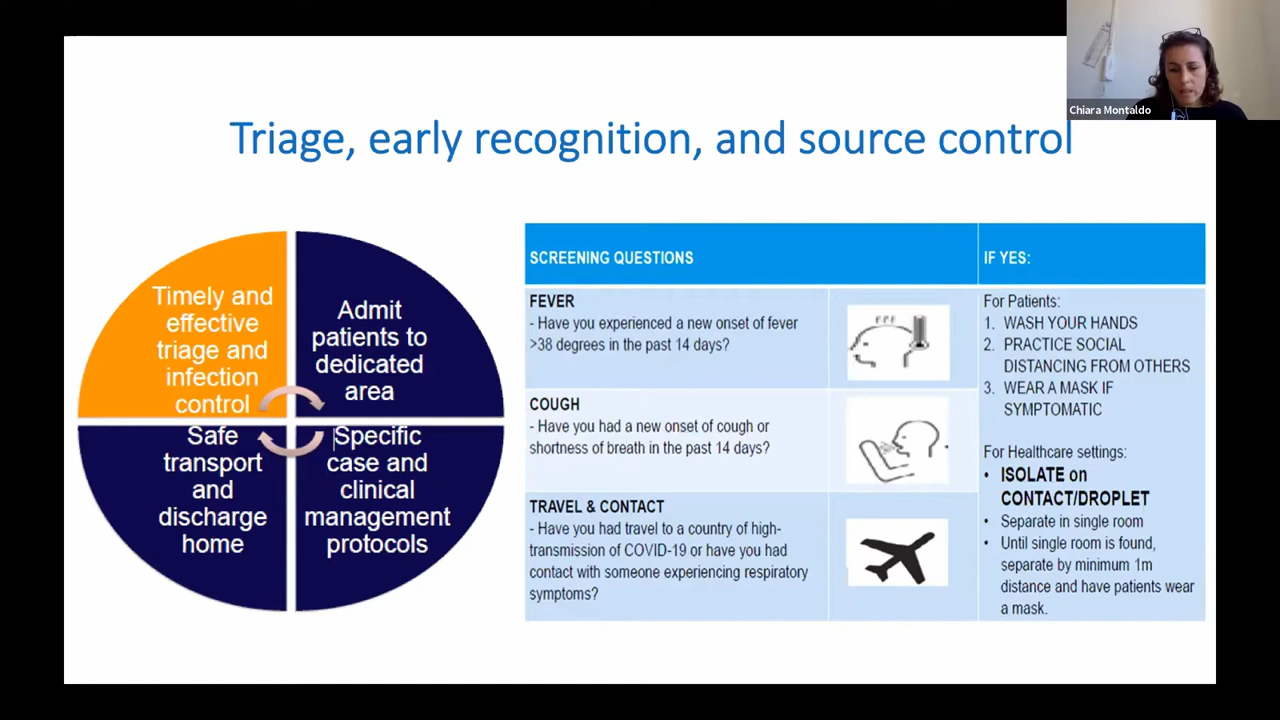 Chiara Montaldo
Triage, early recognition, and source control
Timely and
effective
triage and
infection
control
Admit
patients to
dedicated
area
Safe
transport
and
discharge
home
Specific
case and
clinical
management
protocols
SCREENING QUESTIONS
IF YES:
FEVER
- Have you experienced a new onset of fever
>38 degrees in the past 14 days?
COUGH
- Have you had a new onset of cough or
shortness of breath in the past 14 days?
TRAVEL & CONTACT
- Have you had travel to a country of high-
transmission of COVID-19 or have you had
contact with someone experiencing respiratory
symptoms?
For Patients:
1. WASH YOUR HANDS
2. PRACTICE SOCIAL
DISTANCING FROM OTHERS
3. WEAR A MASK IF
SYMPTOMATIC
For Healthcare settings:
• ISOLATE on
CONTACT/DROPLET
• Separate in single room
• Until single room is found,
separate by minimum 1m
distance and have patients wear
a mask.